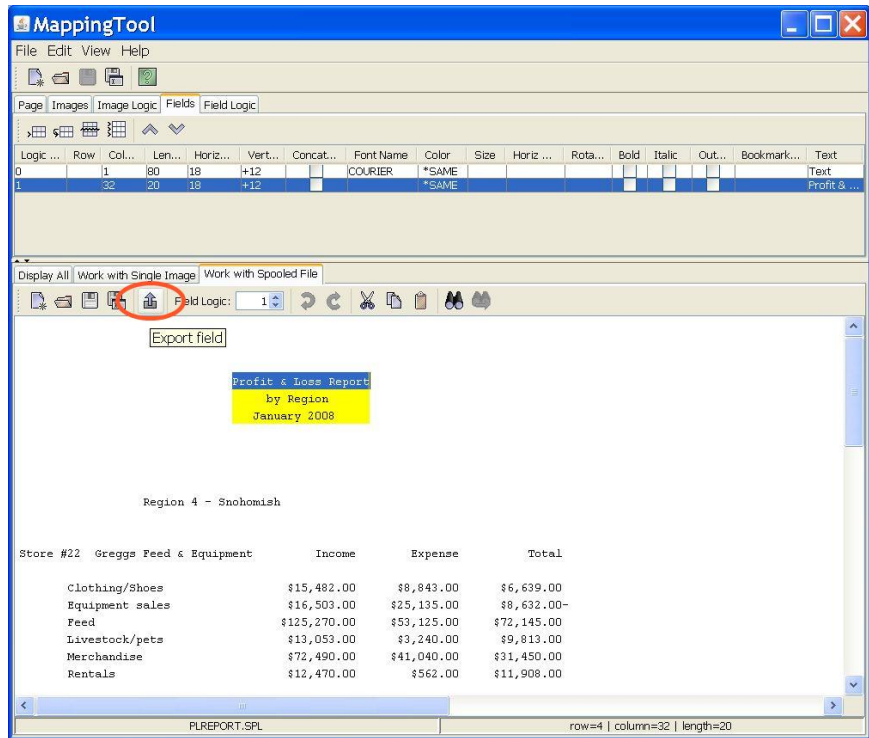 MappingTool
File Edit View Help
Page Images Image Logic Fields Field Logic
Logic ... Row Col... Len... Horiz... Vert... Concat... Font Name Color Size Horiz ... Rota... Bold Italic Out... Bookmark... Text
0 1 80 18 +12 COURIER *SAME Text
1 32 20 18 +12 *SAME Profit & ...
Display All Work with Single Image Work with Spooled File
Field Logic: 1
Export field
Profit & Loss Report
by Region
January 2008
Region 4 - Snohomish
Store #22 Greggs Feed & Equipment Income Expense Total
Clothing/Shoes $15,482.00 $8,843.00 $6,639.00
Equipment sales $16,503.00 $25,135.00 $8,632.00-
Feed $125,270.00 $53,125.00 $72,145.00
Livestock/pets $13,053.00 $3,240.00 $9,813.00
Merchandise $72,490.00 $41,040.00 $31,450.00
Rentals $12,470.00 $562.00 $11,908.00
PLREPORT.SPL row=4 | column=32 | length=20